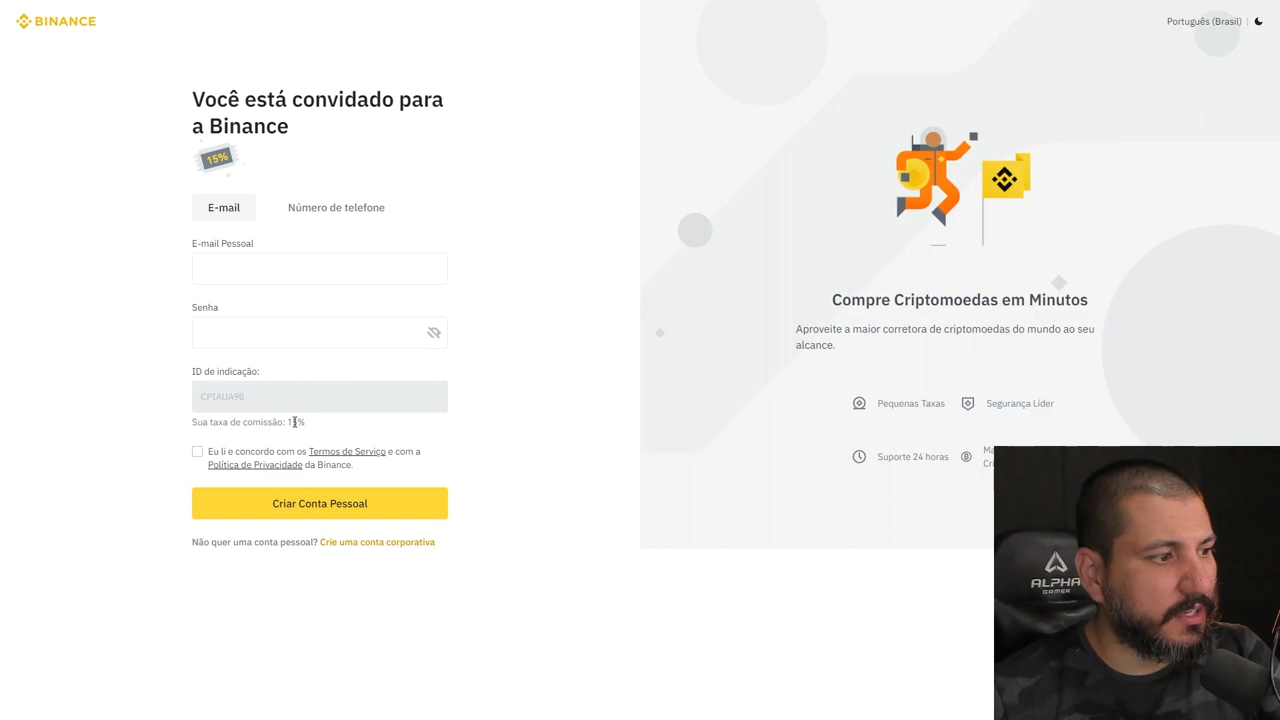 BINANCE
Português (Brasil)
Você está convidado para
a Binance
15%
E-mail
Número de telefone
E-mail Pessoal
Senha
ID de indicação:
CPIAUA90
Sua taxa de comissão:
Eu li e concordo com os Termos de Serviço e com a
Política de Privacidade da Binance.
Criar Conta Pessoal
Não quer uma conta pessoal? Crie uma conta corporativa
Compre Criptomoedas em Minutos
Aproveite a maior corretora de criptomoedas do mundo ao seu
alcance.
Pequenas Taxas
Segurança Líder
Suporte 24 horas
ALPHA
GAMER